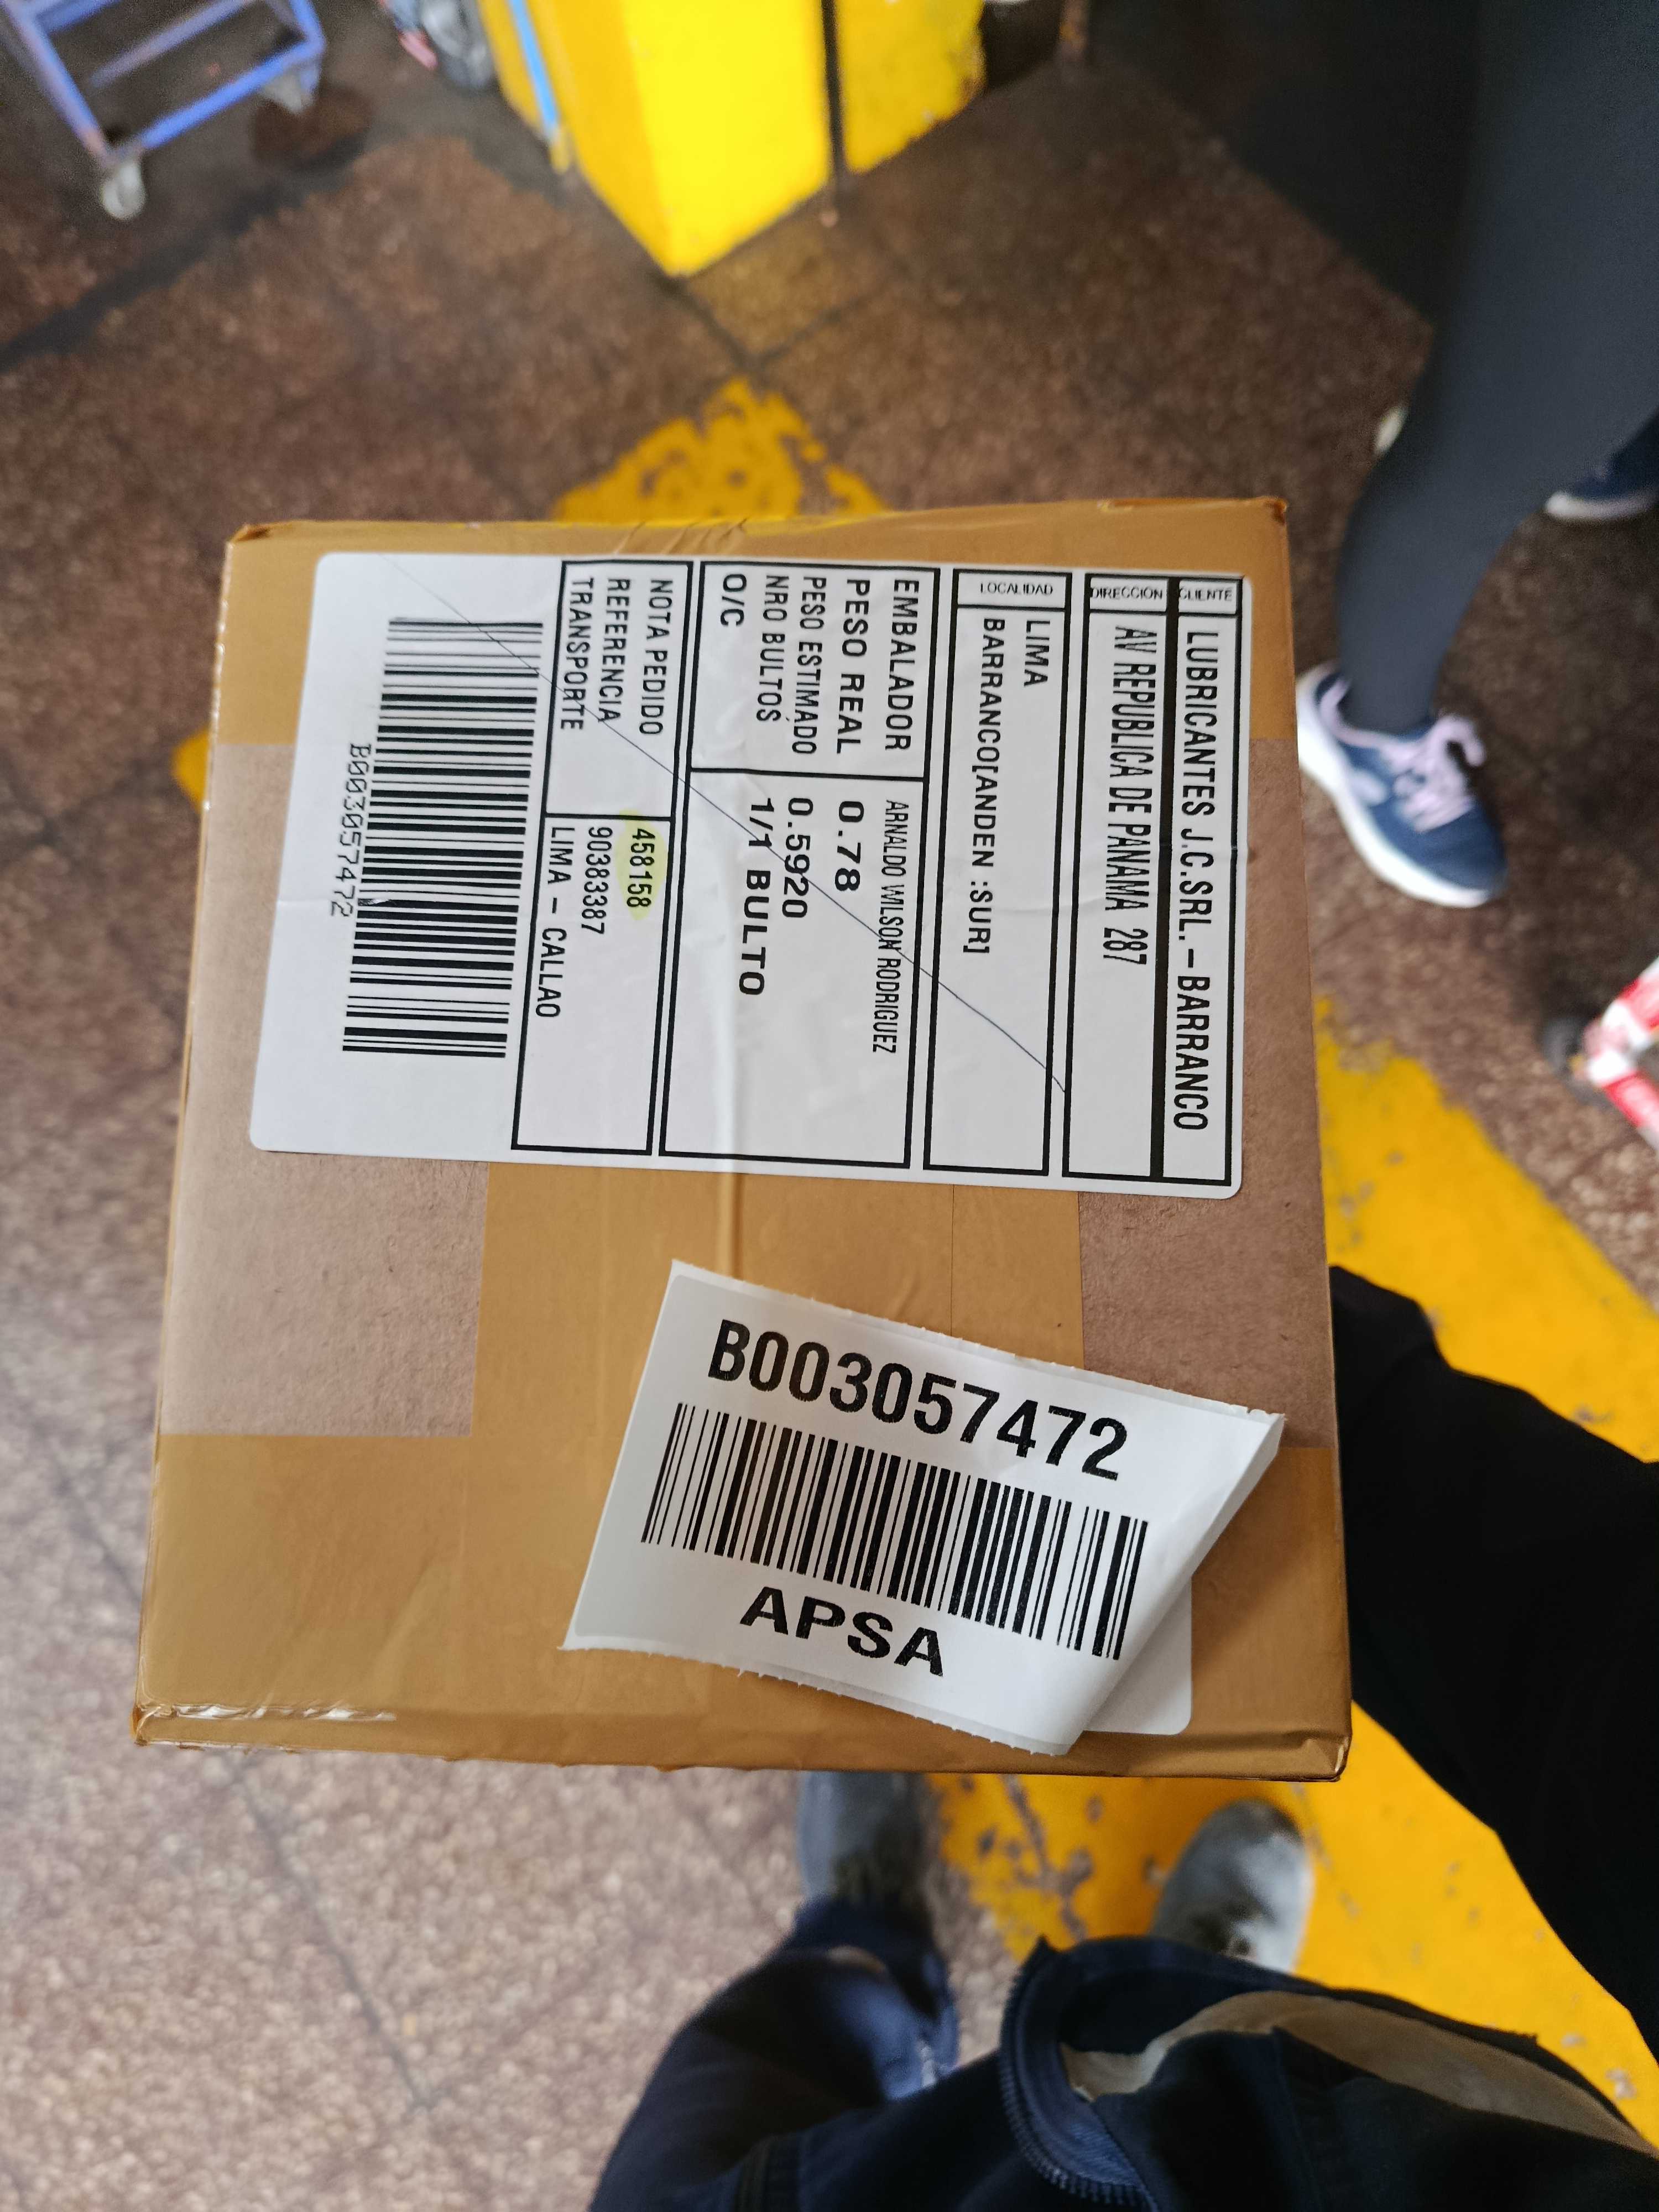 CLIENTE LUBRICANTES J.C.SRL. - BARRANCO
DIRECCION AV REPUBLICA DE PANAMA 287
LOCALIDAD LIMA
BARRANCO[ANDEN :SUR]
EMBALADOR ARNALDO WILSON RODRIGUEZ
PESO REAL 0.78
PESO ESTIMADO 0.5920
NRO BULTOS 1/1 BULTO
O/C
NOTA PEDIDO 458158
REFERENCIA 90383387
TRANSPORTE LIMA - CALLAO
B003057472
B003057472
APSA